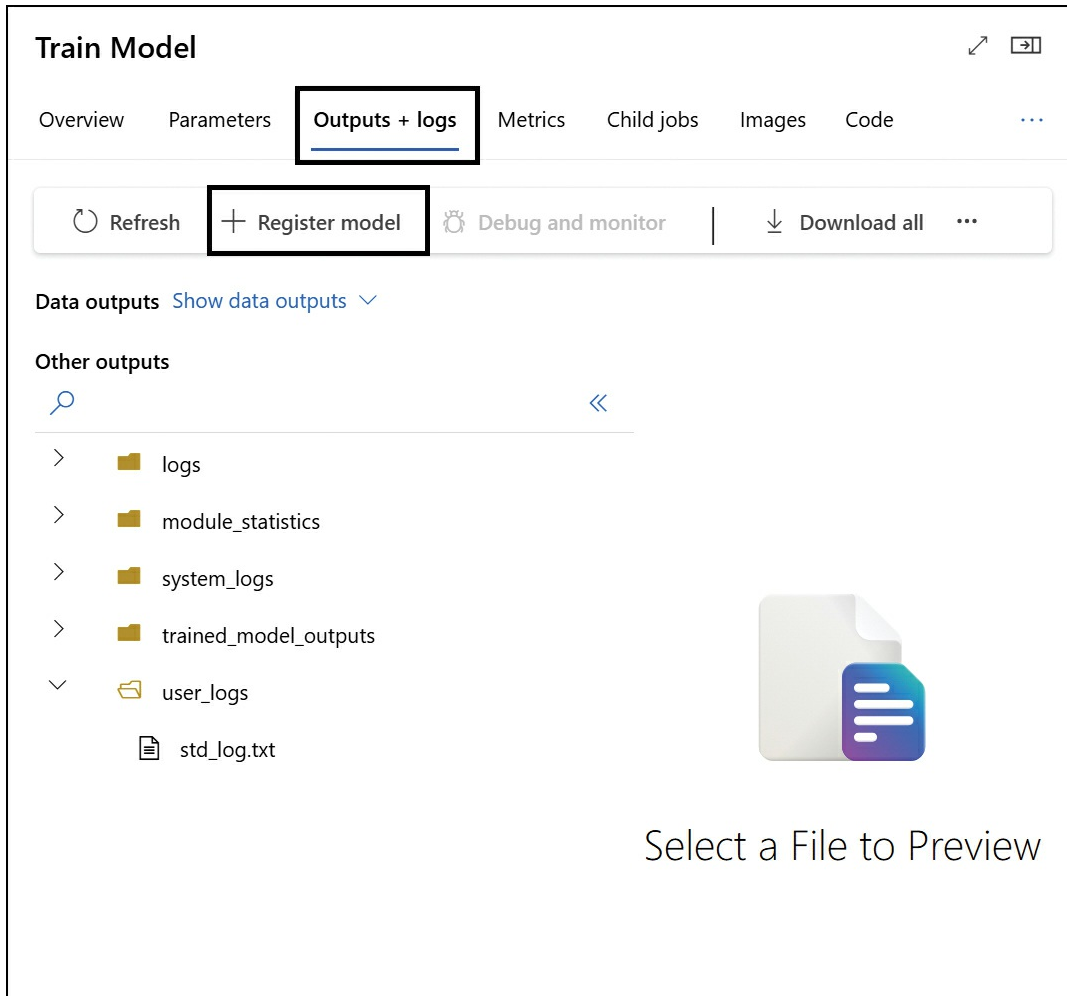 Train Model
Overview Parameters Outputs + logs Metrics Child jobs Images Code ...
Refresh + Register model Debug and monitor | Download all ...
Data outputs Show data outputs
Other outputs
logs
module_statistics
system_logs
trained_model_outputs
user_logs
std_log.txt
Select a File to Preview